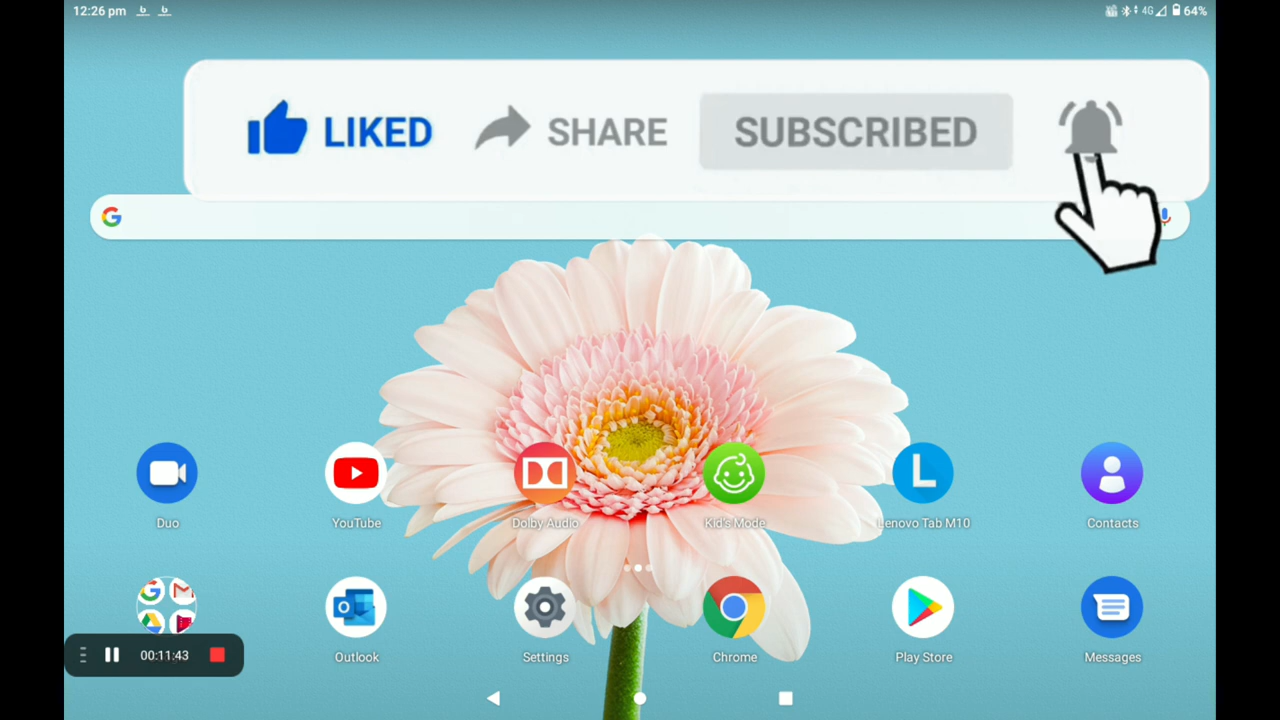 12:26 pm 4G 64%
LIKED SHARE SUBSCRIBED
Duo YouTube Dolby Audio Kid's Mode Lenovo Tab M10 Contacts
00:11:43 Outlook Settings Chrome Play Store Messages